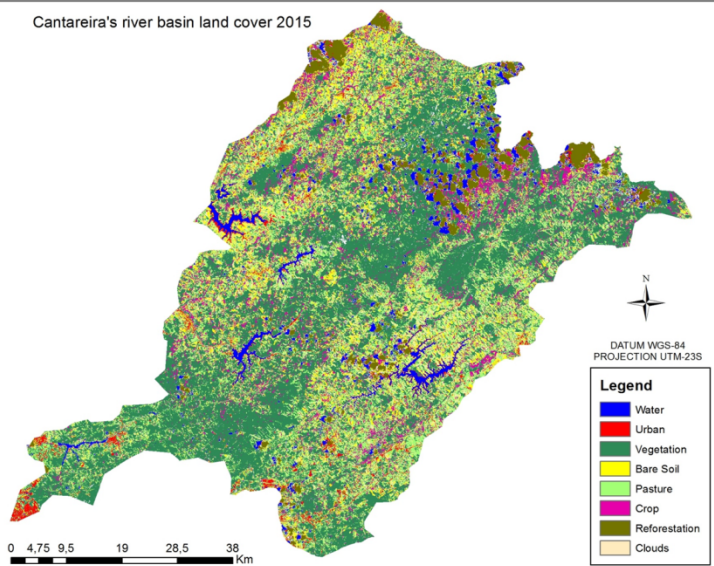 Cantareira's river basin land cover 2015
N
DATUM WGS-84
PROJECTION UTM-23S
Legend
Water
Urban
Vegetation
Bare Soil
Pasture
Crop
Reforestation
Clouds
0 4,75 9,5 19 28,5 38
Km